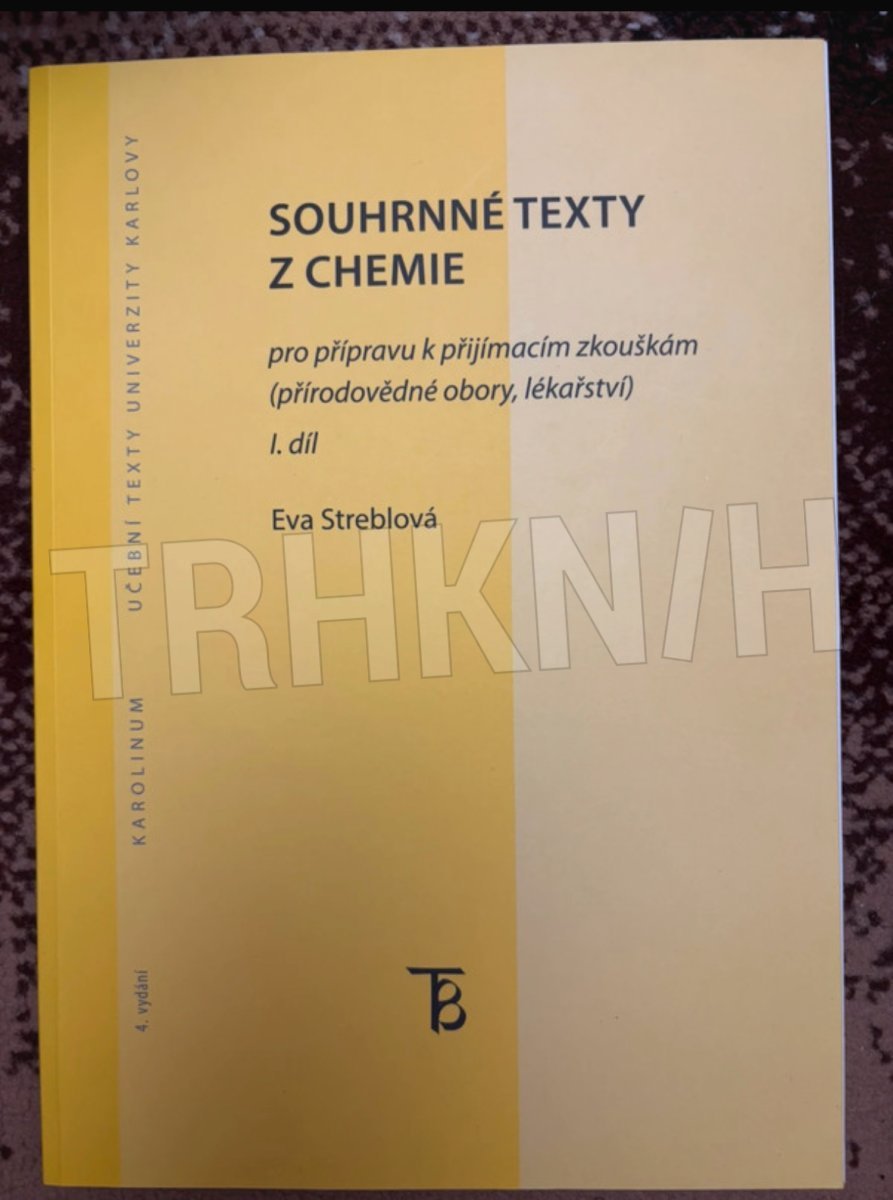 SOUHRNNÉ TEXTY
Z CHEMIE
pro přípravu k přijímacím zkouškám
(přírodovědné obory, lékařství)
I. díl
Eva Streblová
KAROLINUM UČEBNÍ TEXTY UNIVERZITY KARLOVY
4. vydání
TRHKNIH